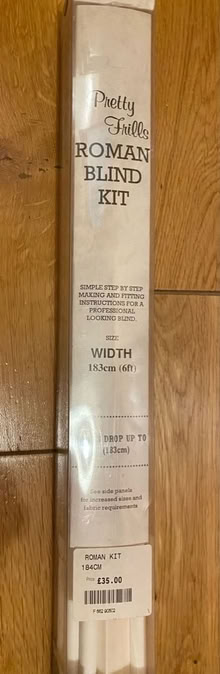 Pretty
Frills
ROMAN
BLIND
KIT
SIMPLE STEP BY STEP
MAKING AND FITTING
INSTRUCTIONS FOR A
PROFESSIONAL
LOOKING BLIND.
SIZE
WIDTH
183cm (6ft)
DROP UP TO
(183cm)
See side panels
for increased sizes and
fabric requirements
ROMAN KIT
184CM
£35.00